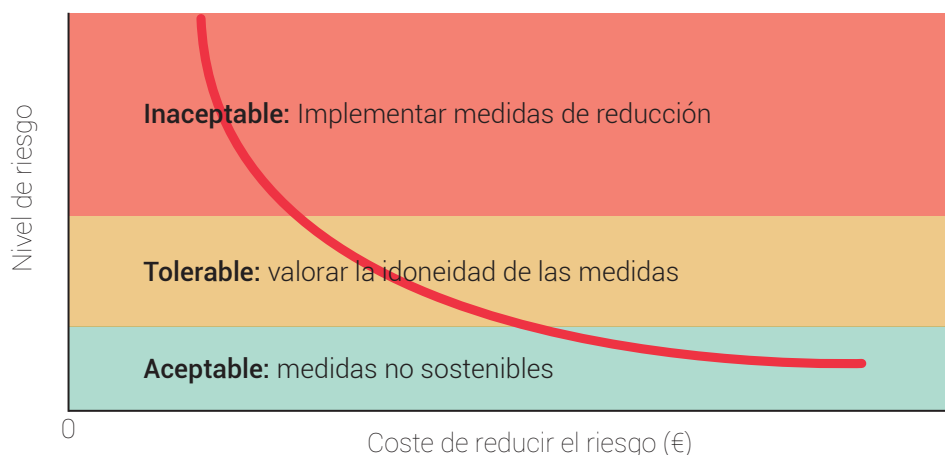 Nivel de riesgo
Inaceptable: Implementar medidas de reducción
Tolerable: valorar la idoneidad de las medidas
Aceptable: medidas no sostenibles
0
Coste de reducir el riesgo (€)